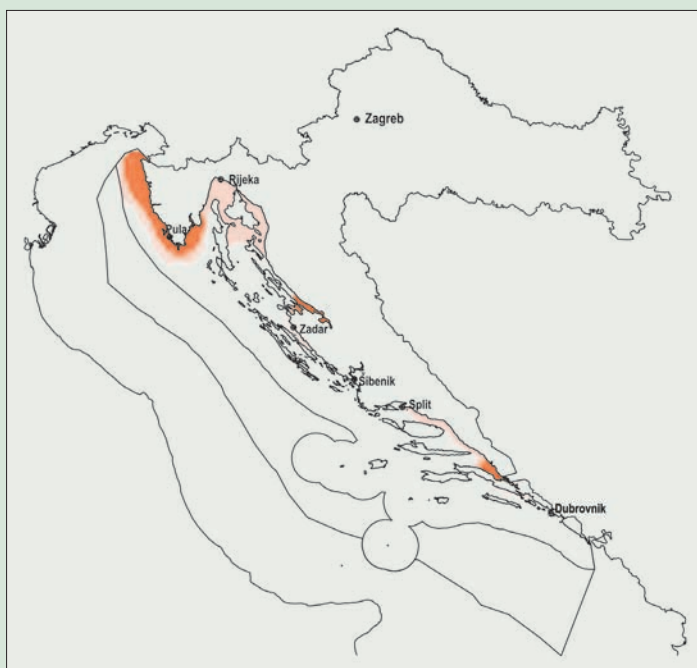 Zagreb
Rijeka
Pula
Zadar
Šibenik
Split
Dubrovnik